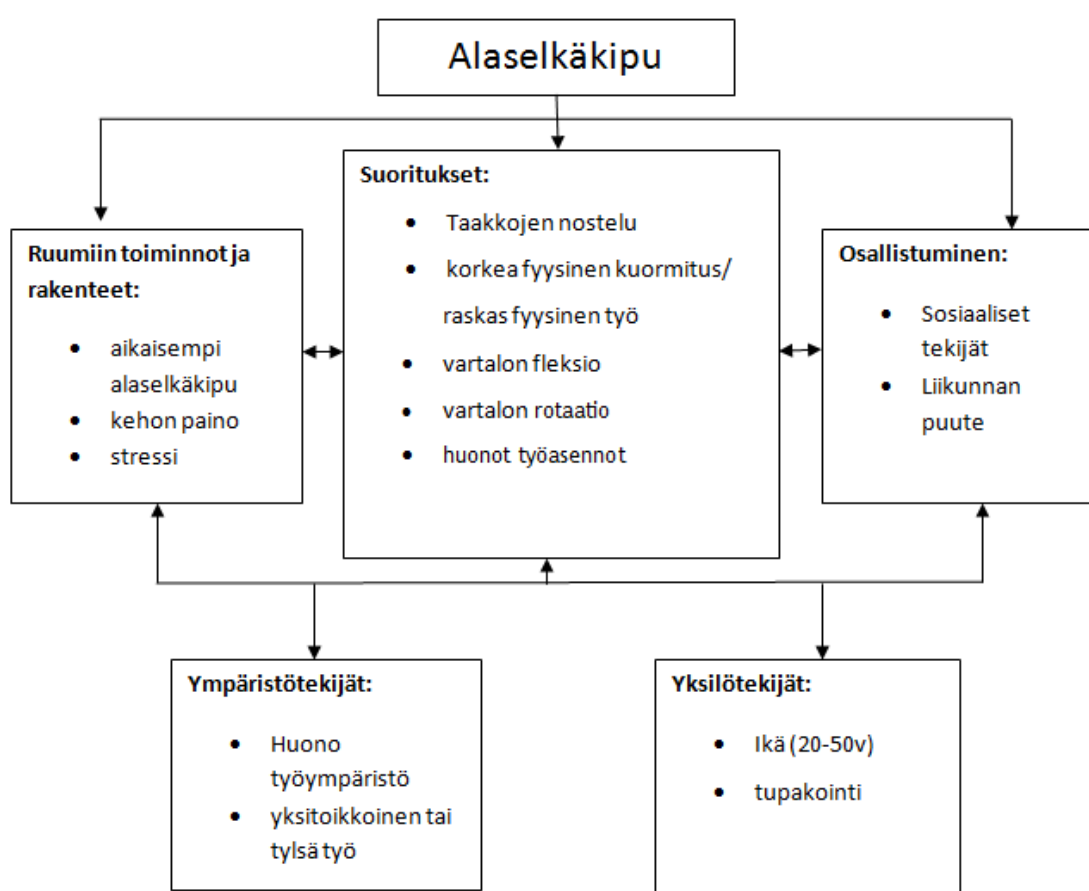 Alaselkäkipu
Ruumiin toiminnot ja
rakenteet:
• aikaisempi
alaselkäkipu
• kehon paino
• stressi
Suoritukset:
• Taakkojen nostelu
• korkea fyysinen kuormitus/
raskas fyysinen työ
• vartalon fleksio
• vartalon rotaatio
• huonot työasennot
Osallistuminen:
• Sosiaaliset
tekijät
• Liikunnan
puute
Ympäristötekijät:
• Huono
työympäristö
• yksitoikkoinen tai
tylsä työ
Yksilötekijät:
• Ikä (20-50v)
• tupakointi